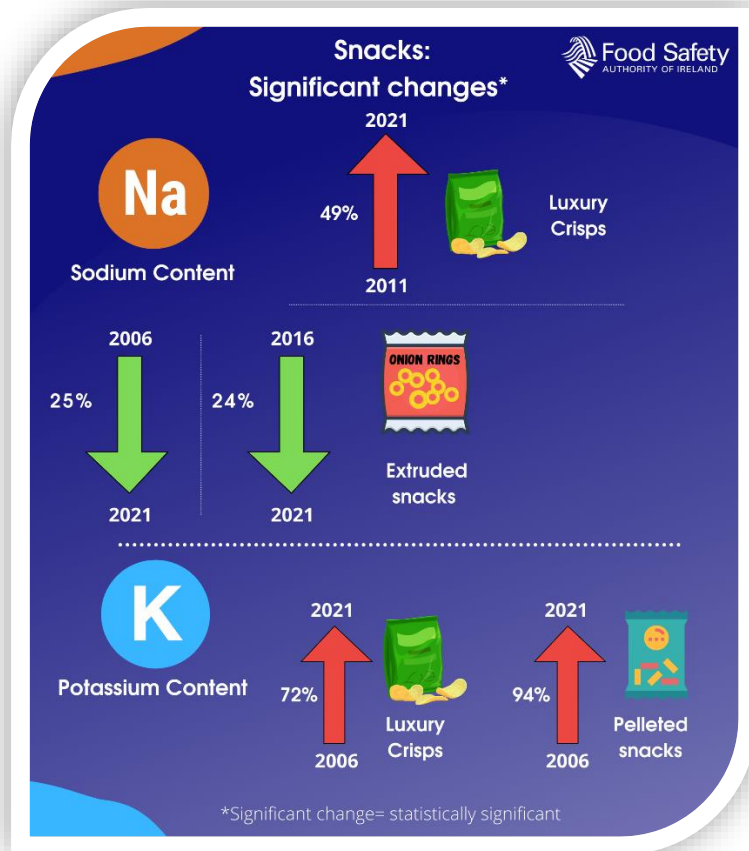 Snacks:
Significant changes*
Food Safety
AUTHORITY OF IRELAND
Na
Sodium Content
2021
49%
2011
Luxury
Crisps
2006
25%
2021
2016
24%
2021
ONION RINGS
Extruded
snacks
K
Potassium Content
2021
72%
2006
Luxury
Crisps
2021
94%
2006
Pelleted
snacks
*Significant change= statistically significant